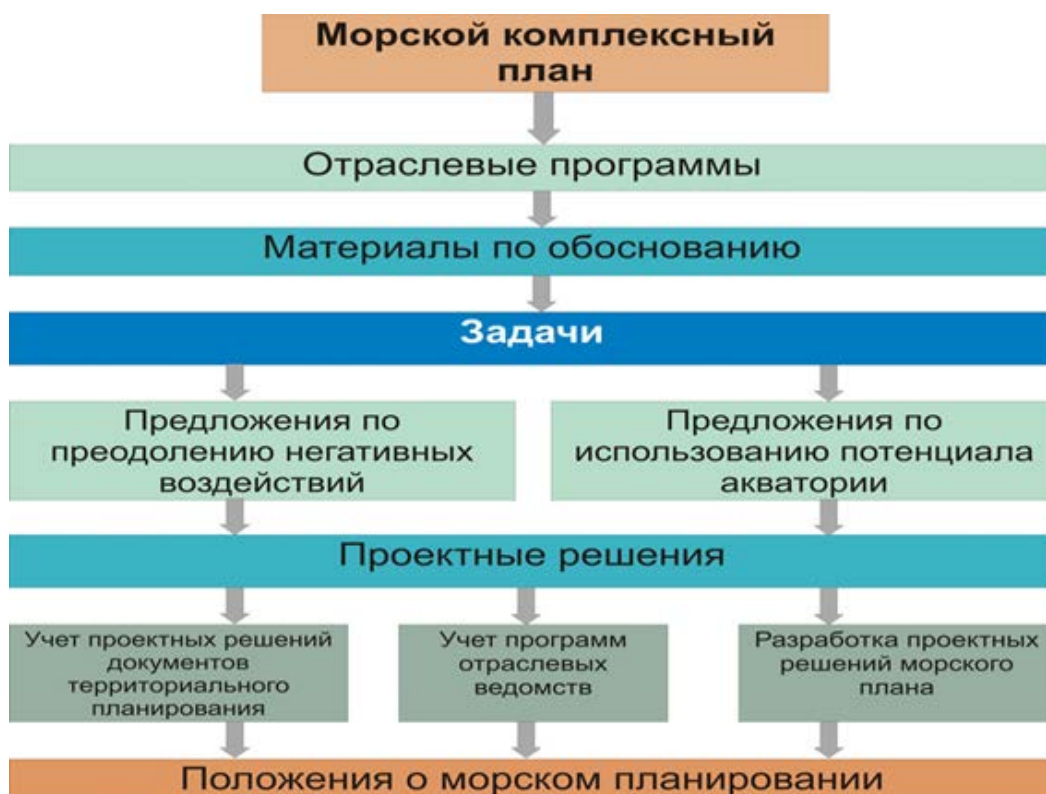 Морской комплексный
план
Отраслевые программы
Материалы по обоснованию
Задачи
Предложения по
преодолению негативных
воздействий
Предложения по
использованию потенциала
акватории
Проектные решения
Учет проектных решений
документов
территориального
планирования
Учет программ
отраслевых
ведомств
Разработка проектных
решений морского
плана
Положения о морском планировании